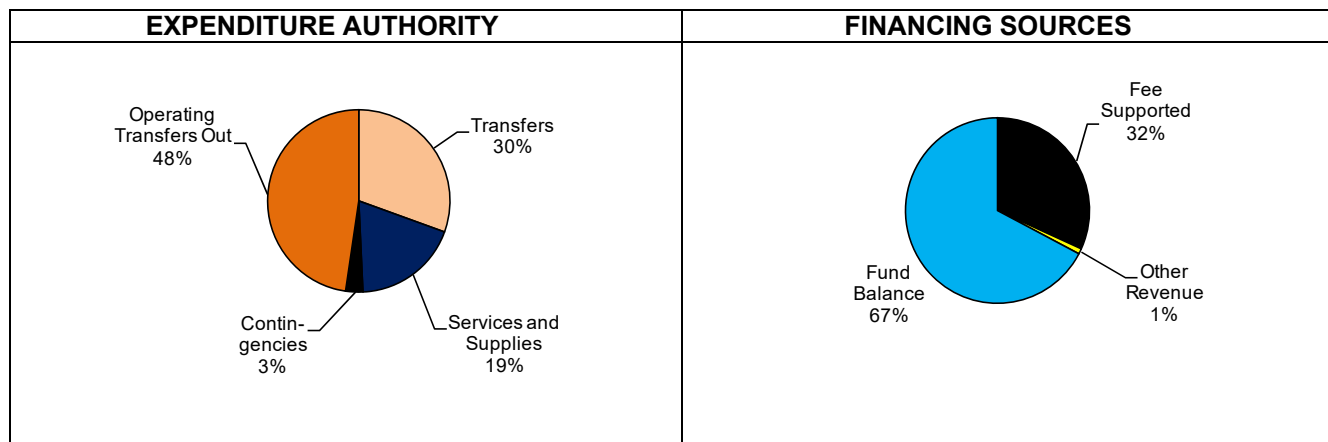 EXPENDITURE AUTHORITY
Operating
Transfers Out
48%
Transfers
30%
Contin-
gencies
3%
Services and
Supplies
19%
FINANCING SOURCES
Fee
Supported
32%
Fund
Balance
67%
Other
Revenue
1%